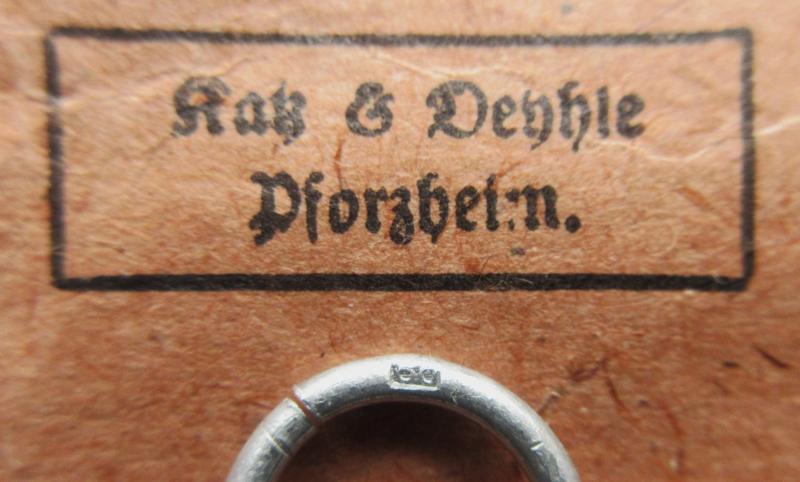 Katz & Deyhle
Pforzheim.